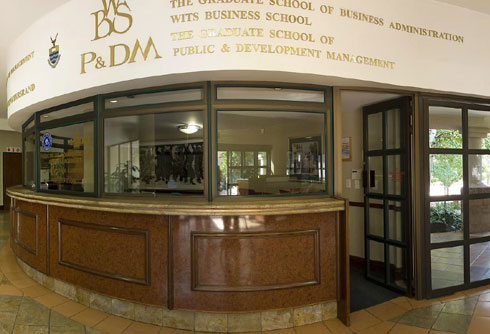 WBS
P&DM
THE GRADUATE SCHOOL OF BUSINESS ADMINISTRATION
WITS BUSINESS SCHOOL
THE GRADUATE SCHOOL OF
PUBLIC & DEVELOPMENT MANAGEMENT